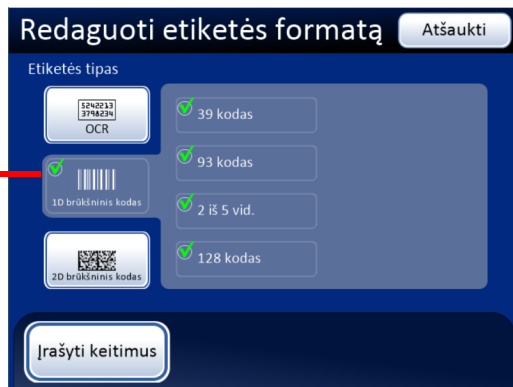 Redaguoti etiketės formatą
Atšaukti
Etiketės tipas
5242213
3798234
OCR
1D brūkšninis kodas
2D brūkšninis kodas
39 kodas
93 kodas
2 iš 5 vid.
128 kodas
Įrašyti keitimus